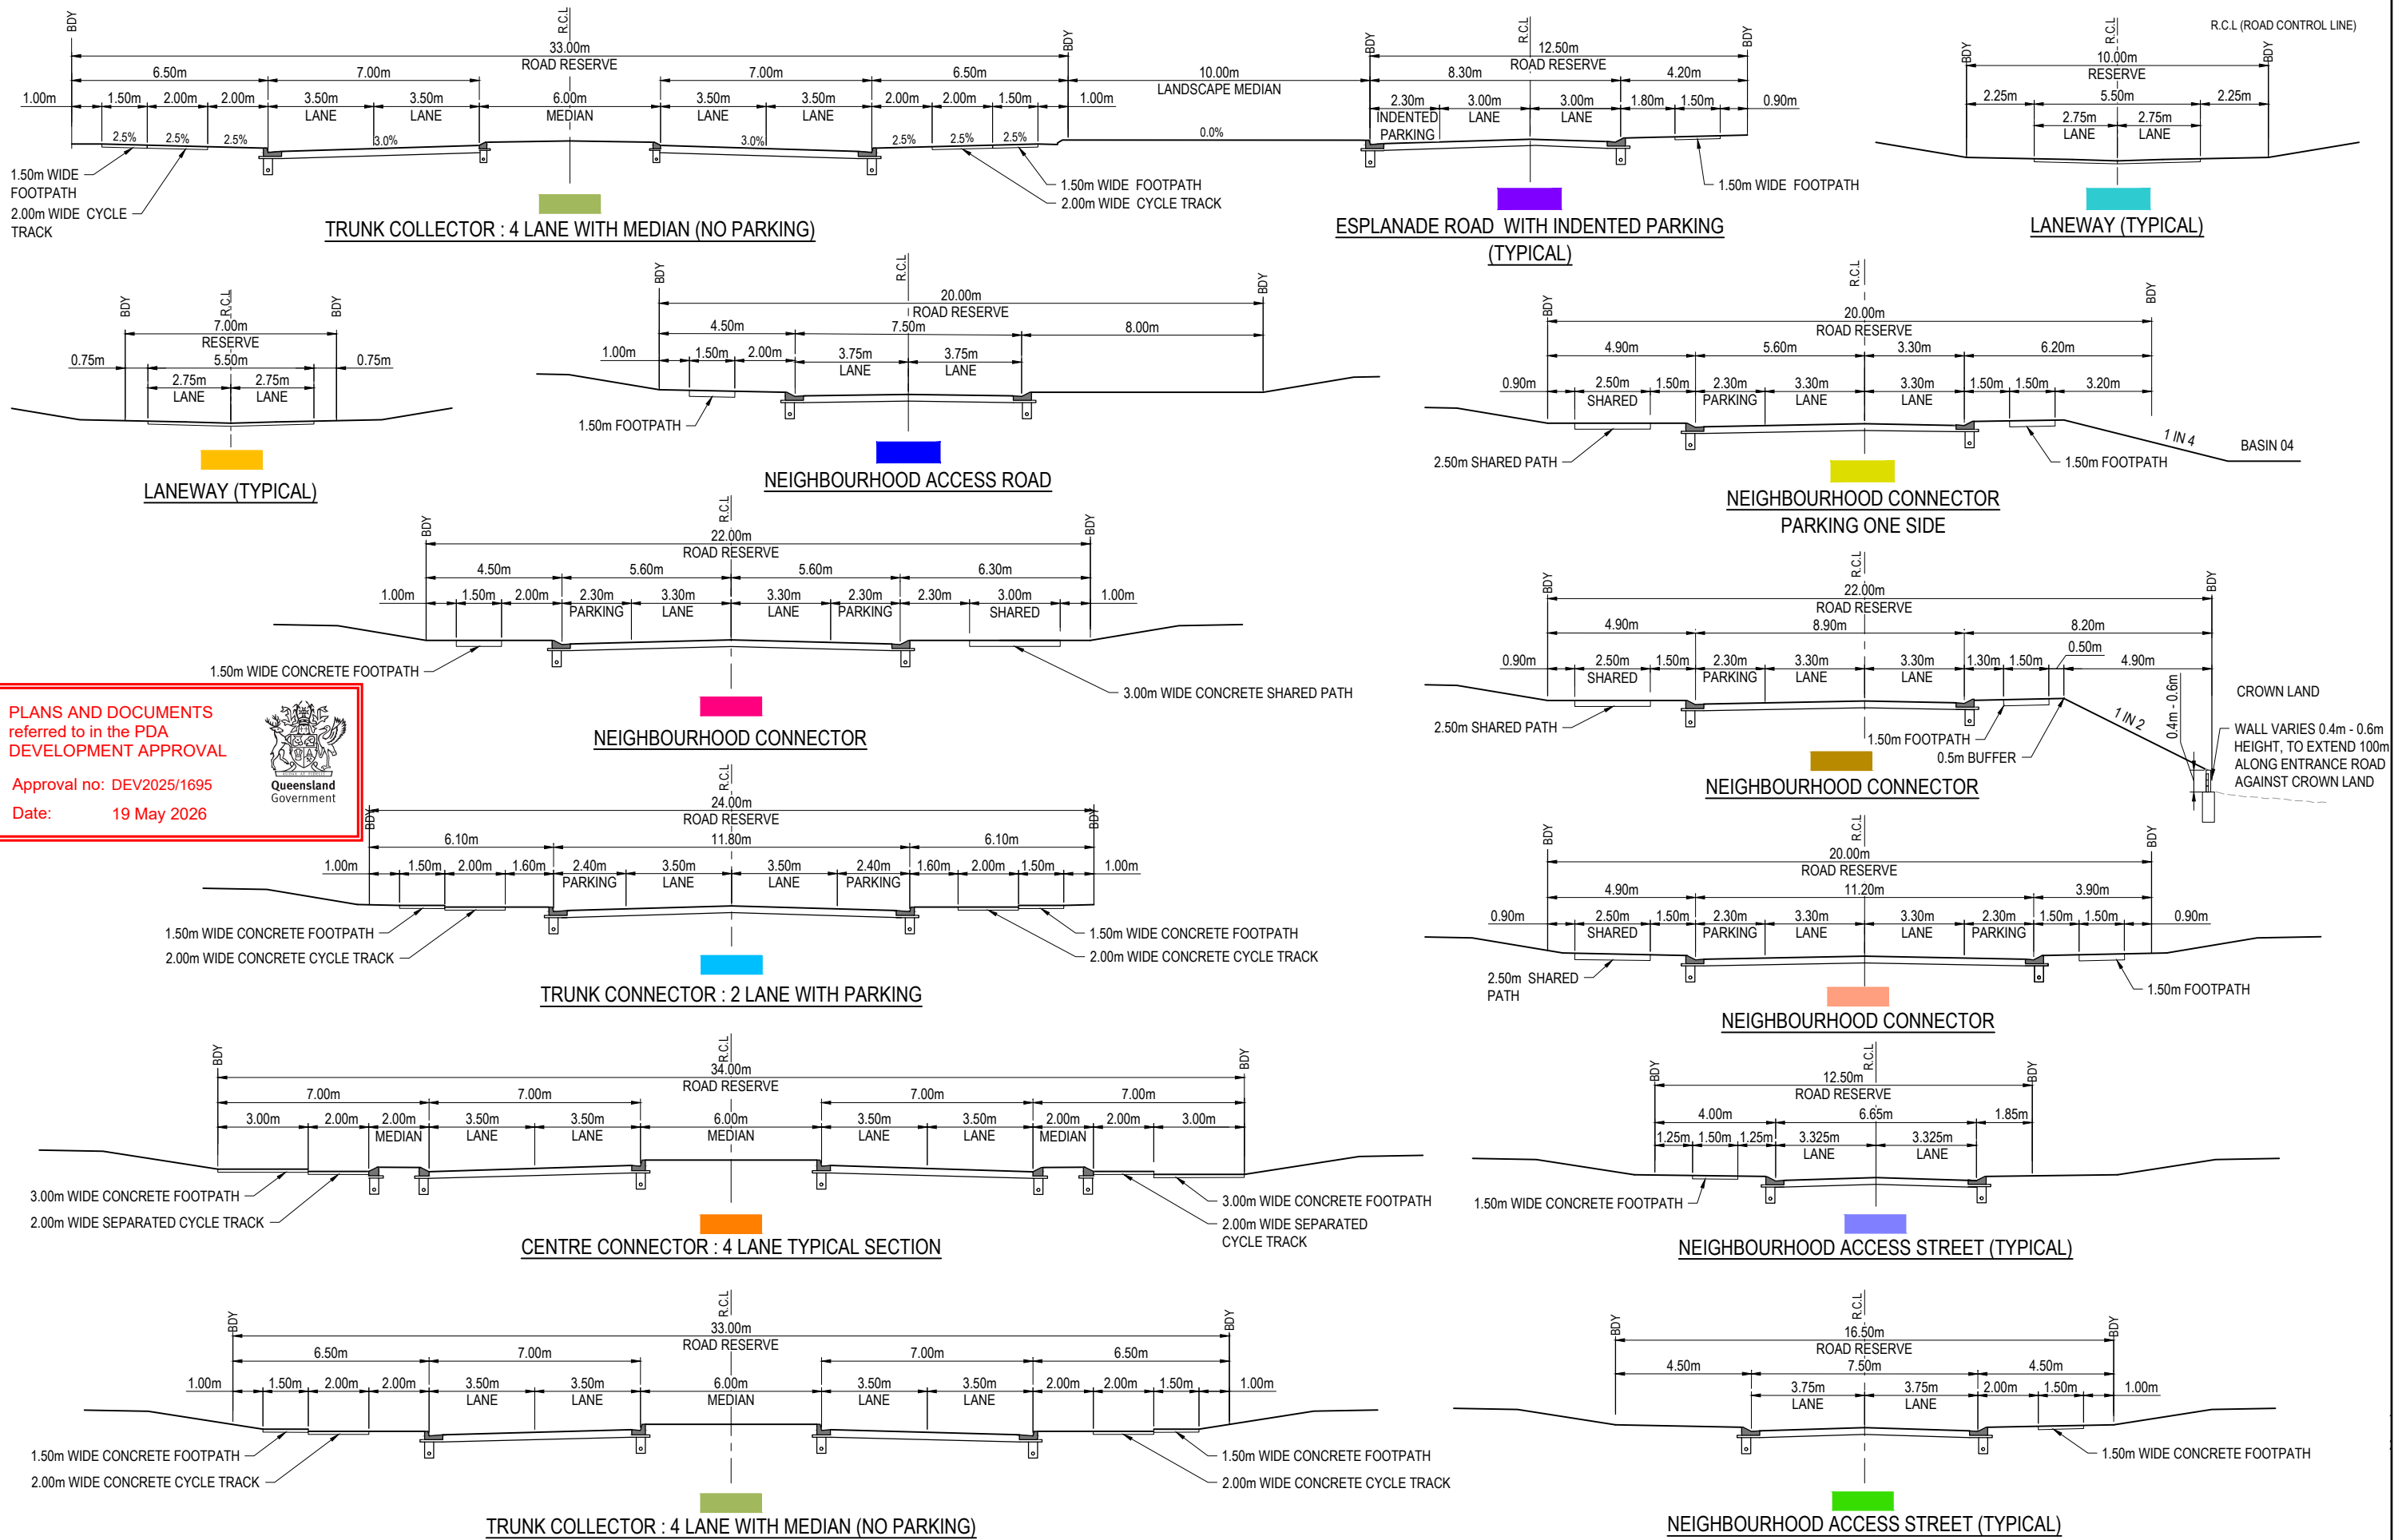 R.C.L (ROAD CONTROL LINE)
BDY R.C.L BDY
33.00m
ROAD RESERVE
6.50m 7.00m 7.00m 6.50m
1.00m 1.50m 2.00m 2.00m 3.50m 3.50m 6.00m 3.50m 3.50m 2.00m 2.00m 1.50m 1.00m
LANE LANE MEDIAN LANE LANE
2.5% 2.5% 2.5% 3.0% 3.0% 2.5% 2.5% 2.5%
1.50m WIDE
FOOTPATH
2.00m WIDE CYCLE
TRACK
1.50m WIDE FOOTPATH
2.00m WIDE CYCLE TRACK
TRUNK COLLECTOR : 4 LANE WITH MEDIAN (NO PARKING)
10.00m
LANDSCAPE MEDIAN
0.0%
BDY R.C.L BDY
12.50m
ROAD RESERVE
8.30m 4.20m
2.30m 3.00m 3.00m 1.80m 1.50m 0.90m
INDENTED LANE LANE
PARKING
1.50m WIDE FOOTPATH
ESPLANADE ROAD WITH INDENTED PARKING
(TYPICAL)
BDY R.C.L BDY
10.00m
RESERVE
2.25m 5.50m 2.25m
2.75m 2.75m
LANE LANE
LANEWAY (TYPICAL)
BDY R.C.L BDY
7.00m
RESERVE
0.75m 5.50m 0.75m
2.75m 2.75m
LANE LANE
LANEWAY (TYPICAL)
BDY R.C.L BDY
20.00m
ROAD RESERVE
4.50m 7.50m 8.00m
1.00m 1.50m 2.00m 3.75m 3.75m
LANE LANE
1.50m FOOTPATH
NEIGHBOURHOOD ACCESS ROAD
BDY R.C.L BDY
20.00m
ROAD RESERVE
4.90m 5.60m 3.30m 6.20m
0.90m 2.50m 1.50m 2.30m 3.30m 3.30m 1.50m 1.50m 3.20m
SHARED PARKING LANE LANE
1 IN 4
BASIN 04
2.50m SHARED PATH
1.50m FOOTPATH
NEIGHBOURHOOD CONNECTOR
PARKING ONE SIDE
BDY R.C.L BDY
22.00m
ROAD RESERVE
4.50m 5.60m 5.60m 6.30m
1.00m 1.50m 2.00m 2.30m 3.30m 3.30m 2.30m 2.30m 3.00m 1.00m
PARKING LANE LANE PARKING SHARED
1.50m WIDE CONCRETE FOOTPATH
3.00m WIDE CONCRETE SHARED PATH
NEIGHBOURHOOD CONNECTOR
BDY R.C.L BDY
22.00m
ROAD RESERVE
4.90m 8.90m 8.20m
0.50m
0.90m 2.50m 1.50m 2.30m 3.30m 3.30m 1.30m 1.50m 4.90m
SHARED PARKING LANE LANE
0.4m - 0.6m
CROWN LAND
1 IN 2
WALL VARIES 0.4m - 0.6m
HEIGHT, TO EXTEND 100m
ALONG ENTRANCE ROAD
AGAINST CROWN LAND
2.50m SHARED PATH
1.50m FOOTPATH
0.5m BUFFER
NEIGHBOURHOOD CONNECTOR
PLANS AND DOCUMENTS
referred to in the PDA
DEVELOPMENT APPROVAL
Approval no: DEV2025/1695
Date: 19 May 2026
Queensland
Government
BDY R.C.L BDY
24.00m
ROAD RESERVE
6.10m 11.80m 6.10m
1.00m 1.50m 2.00m 1.60m 2.40m 3.50m 3.50m 2.40m 1.60m 2.00m 1.50m 1.00m
PARKING LANE LANE PARKING
1.50m WIDE CONCRETE FOOTPATH
2.00m WIDE CONCRETE CYCLE TRACK
1.50m WIDE CONCRETE FOOTPATH
2.00m WIDE CONCRETE CYCLE TRACK
TRUNK CONNECTOR : 2 LANE WITH PARKING
BDY R.C.L BDY
20.00m
ROAD RESERVE
4.90m 11.20m 3.90m
0.90m 2.50m 1.50m 2.30m 3.30m 3.30m 2.30m 1.50m 1.50m 0.90m
SHARED PARKING LANE LANE PARKING
2.50m SHARED
PATH
1.50m FOOTPATH
NEIGHBOURHOOD CONNECTOR
BDY R.C.L BDY
34.00m
ROAD RESERVE
7.00m 7.00m 7.00m 7.00m
3.00m 2.00m 2.00m 3.50m 3.50m 6.00m 3.50m 3.50m 2.00m 2.00m 3.00m
MEDIAN LANE LANE MEDIAN LANE LANE MEDIAN
3.00m WIDE CONCRETE FOOTPATH
2.00m WIDE SEPARATED CYCLE TRACK
3.00m WIDE CONCRETE FOOTPATH
2.00m WIDE SEPARATED
CYCLE TRACK
CENTRE CONNECTOR : 4 LANE TYPICAL SECTION
BDY R.C.L BDY
12.50m
ROAD RESERVE
4.00m 6.65m 1.85m
1.25m 1.50m 1.25m 3.325m 3.325m
LANE LANE
1.50m WIDE CONCRETE FOOTPATH
NEIGHBOURHOOD ACCESS STREET (TYPICAL)
BDY R.C.L BDY
33.00m
ROAD RESERVE
6.50m 7.00m 7.00m 6.50m
1.00m 1.50m 2.00m 2.00m 3.50m 3.50m 6.00m 3.50m 3.50m 2.00m 2.00m 1.50m 1.00m
LANE LANE MEDIAN LANE LANE
1.50m WIDE CONCRETE FOOTPATH
2.00m WIDE CONCRETE CYCLE TRACK
1.50m WIDE CONCRETE FOOTPATH
2.00m WIDE CONCRETE CYCLE TRACK
TRUNK COLLECTOR : 4 LANE WITH MEDIAN (NO PARKING)
BDY R.C.L BDY
16.50m
ROAD RESERVE
4.50m 7.50m 4.50m
3.75m 3.75m 2.00m 1.50m 1.00m
LANE LANE
1.50m WIDE CONCRETE FOOTPATH
NEIGHBOURHOOD ACCESS STREET (TYPICAL)